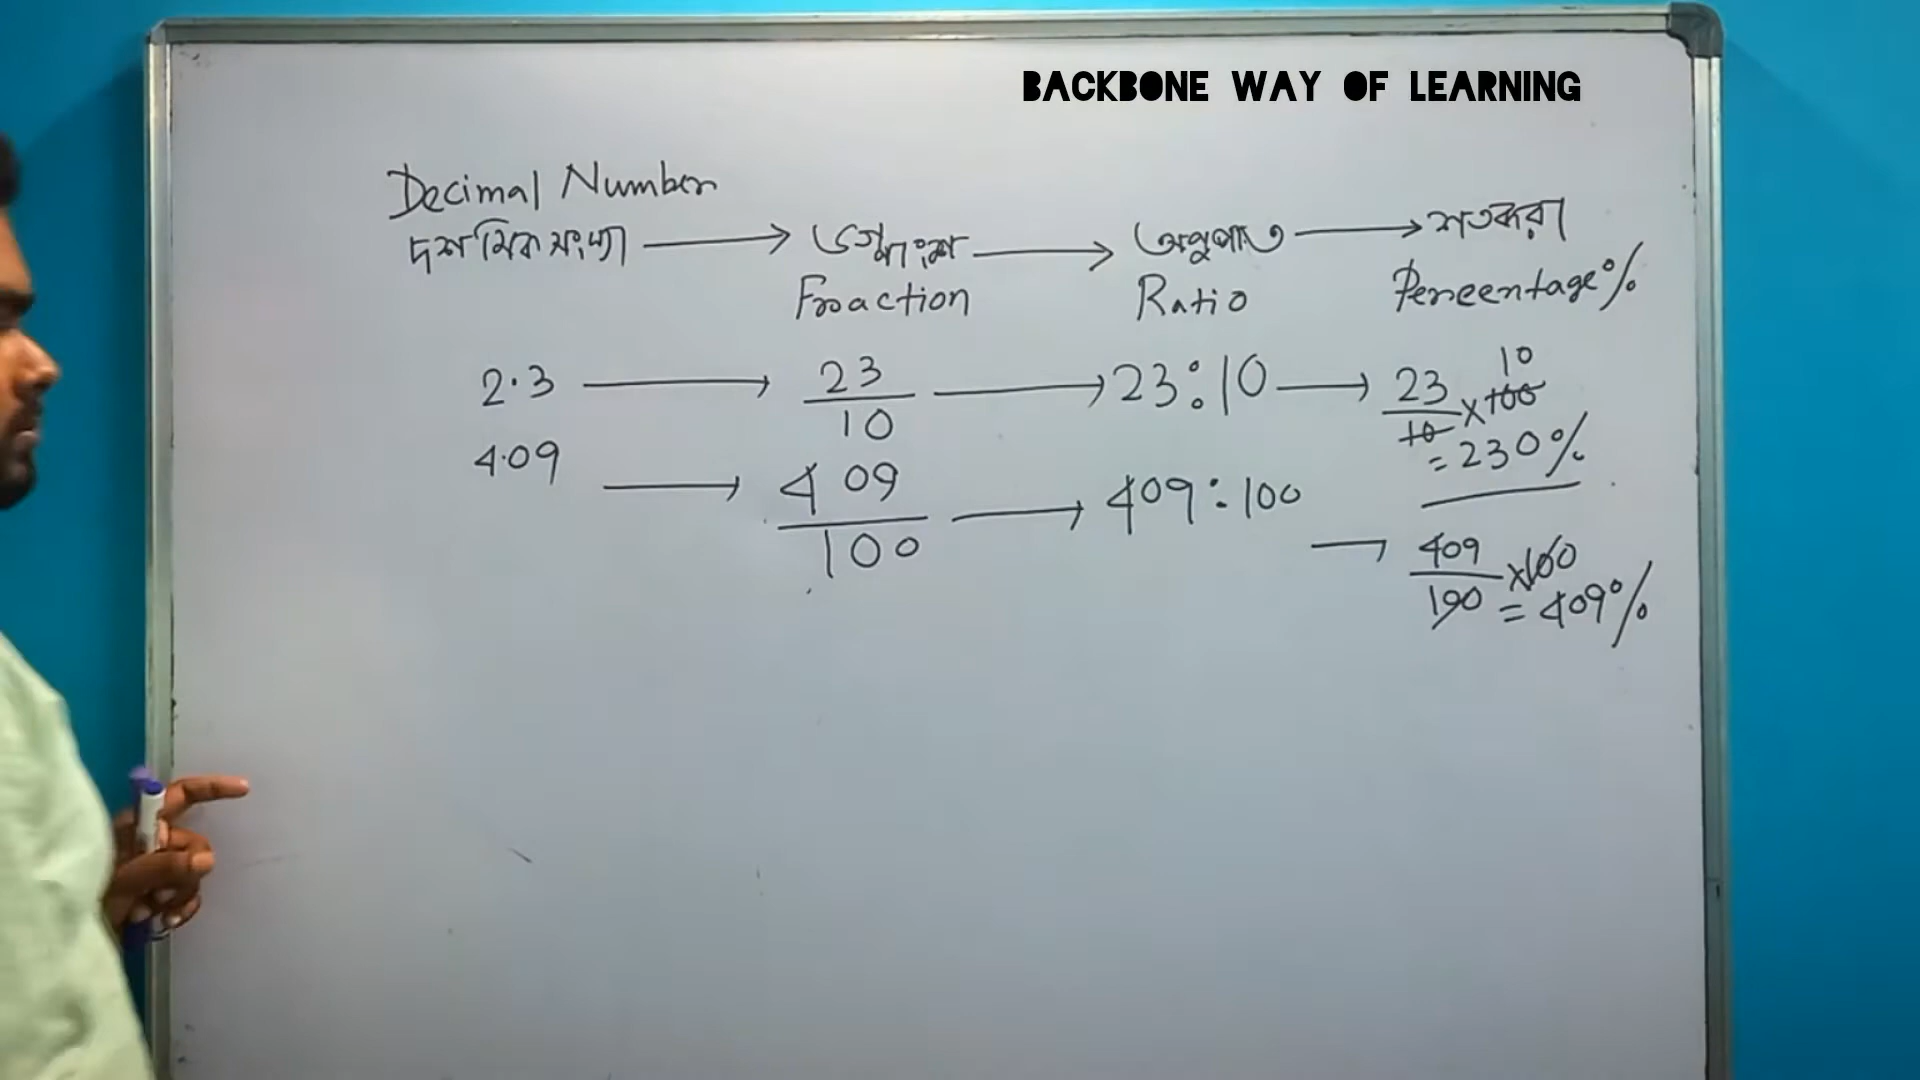 BACKBONE WAY OF LEARNING
Decimal Number
দশমিক সংখ্যা → ভগ্নাংশ → অনুপাত → শতকরা
Fraction Ratio Percentage %
2.3 → 23/10 → 23:10 → 23/10 × 100 10
= 230%
4.09 → 409/100 → 409:100 → 409/100 × 100
= 409%